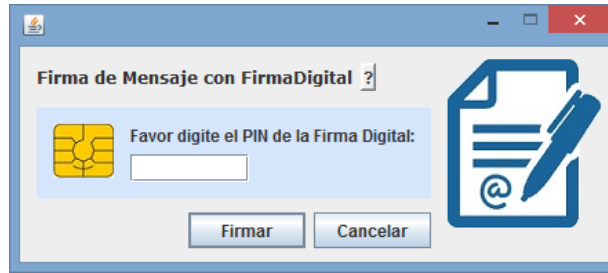 Firma de Mensaje con FirmaDigital ?
Favor digite el PIN de la Firma Digital:
@
Firmar Cancelar